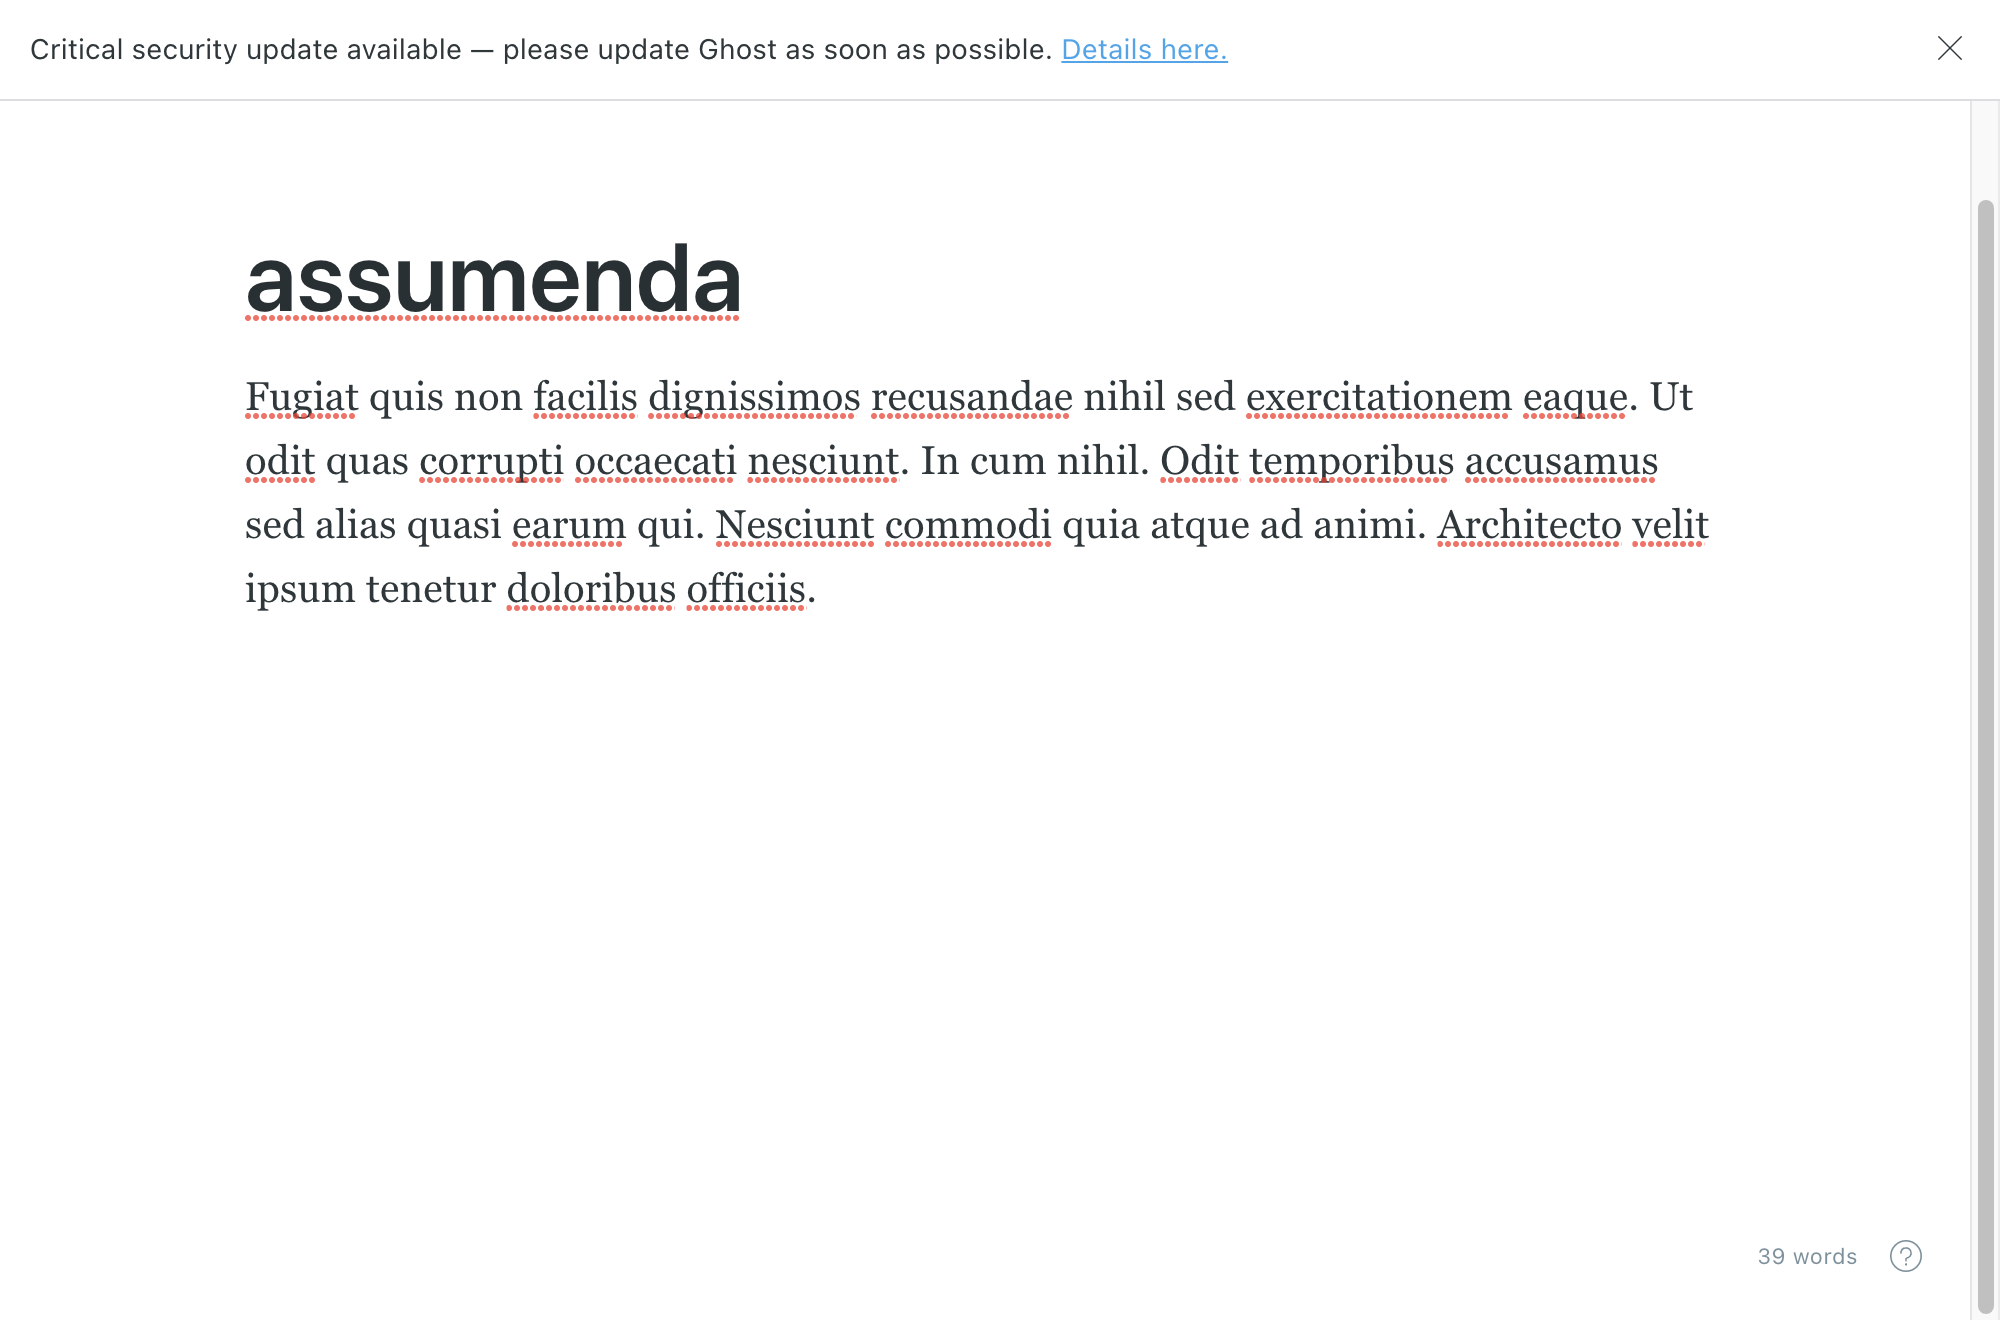 Critical security update available — please update Ghost as soon as possible. Details here.
assumenda
Fugiat quis non facilis dignissimos recusandae nihil sed exercitationem eaque. Ut
odit quas corrupti occaecati nesciunt. In cum nihil. Odit temporibus accusamus
sed alias quasi earum qui. Nesciunt commodi quia atque ad animi. Architecto velit
ipsum tenetur doloribus officiis.
39 words
?